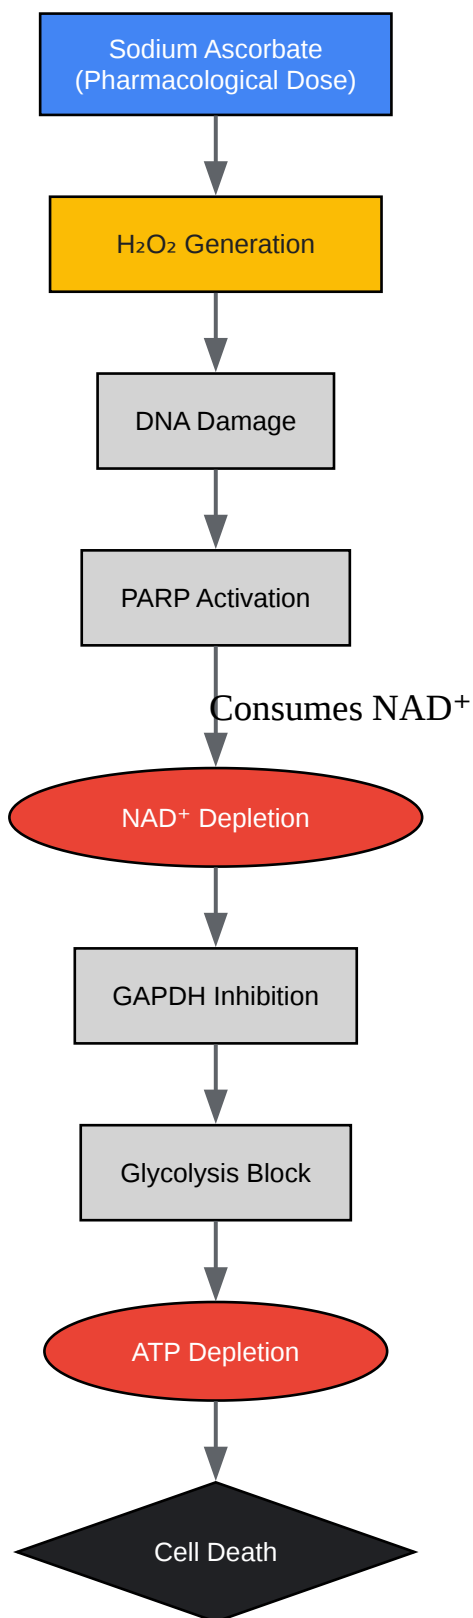 Sodium Ascorbate
(Pharmacological Dose)
H₂O₂ Generation
DNA Damage
PARP Activation
Consumes NAD⁺
NAD⁺ Depletion
GAPDH Inhibition
Glycolysis Block
ATP Depletion
Cell Death